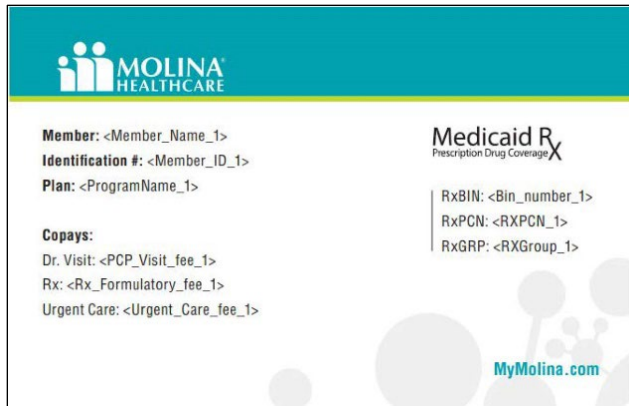 MOLINA
HEALTHCARE
Member: <Member_Name_1>
Identification #: <Member_ID_1>
Plan: <ProgramName_1>
Copays:
Dr. Visit: <PCP_Visit_fee_1>
Rx: <Rx_Formulatory_fee_1>
Urgent Care: <Urgent_Care_fee_1>
Medicaid Rx
Prescription Drug Coverage
RxBIN: <Bin_number_1>
RxPCN: <RXPCN_1>
RxGRP: <RXGroup_1>
MyMolina.com